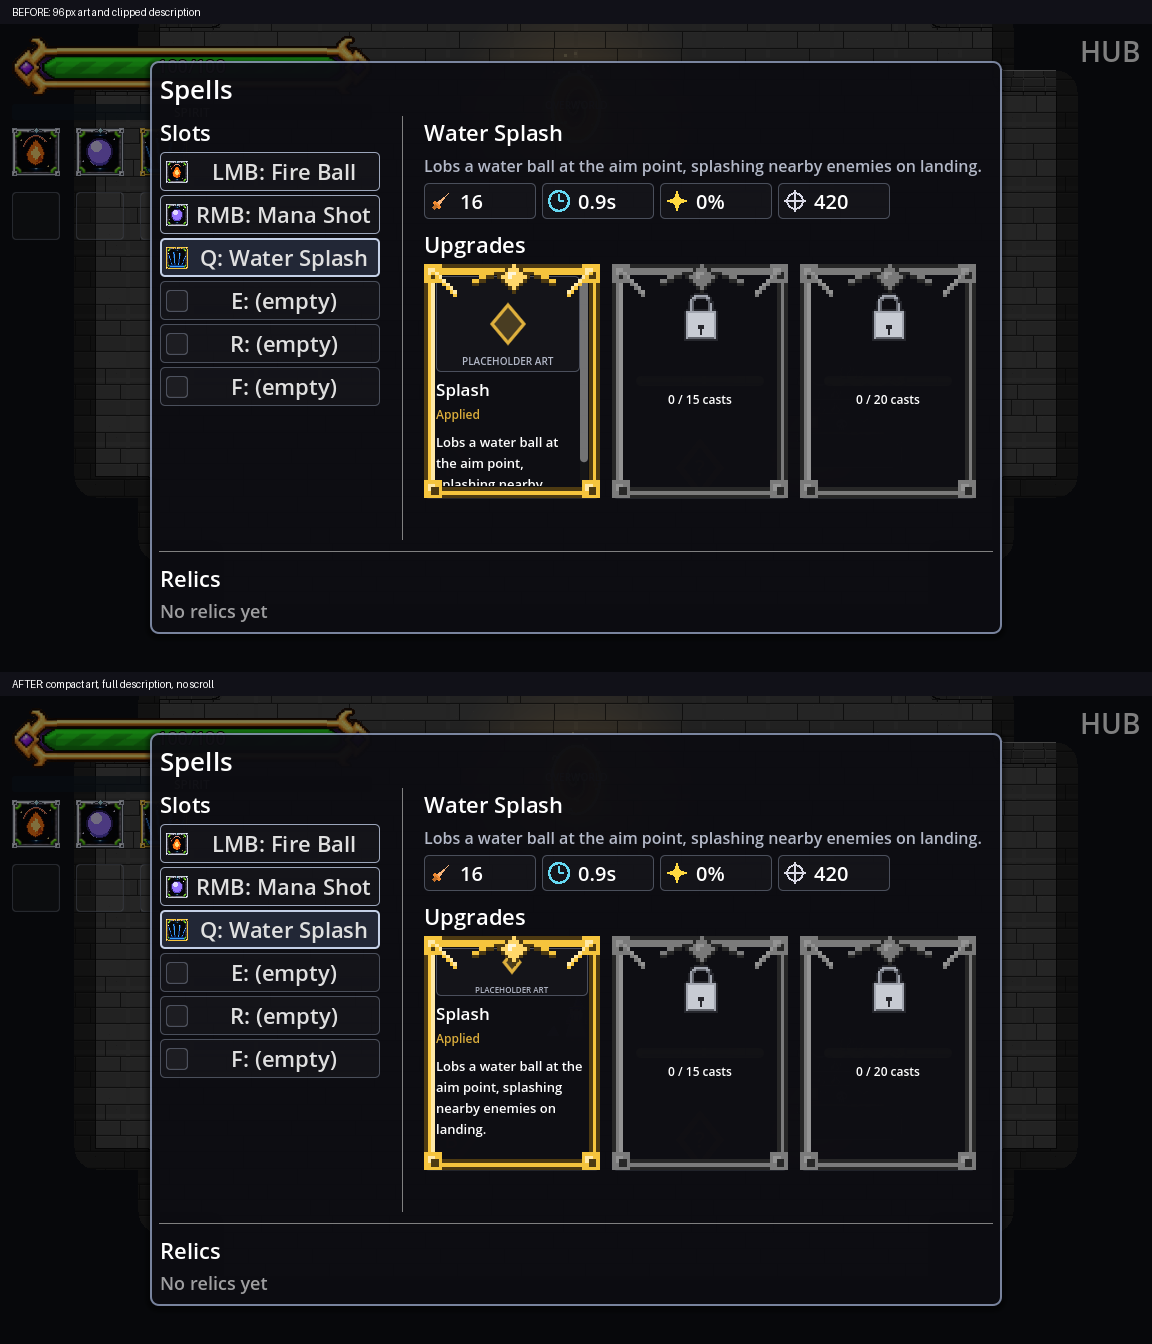 BEFORE: 96px art and clipped description
HUB
Spells
Slots
LMB: Fire Ball
RMB: Mana Shot
Q: Water Splash
E: (empty)
R: (empty)
F: (empty)
Water Splash
Lobs a water ball at the aim point, splashing nearby enemies on landing.
16
0.9s
0%
420
Upgrades
PLACEHOLDER ART
Splash
Applied
Lobs a water ball at
the aim point,
splashing nearby
0 / 15 casts
0 / 20 casts
Relics
No relics yet
AFTER: compact art, full description, no scroll
HUB
Spells
Slots
LMB: Fire Ball
RMB: Mana Shot
Q: Water Splash
E: (empty)
R: (empty)
F: (empty)
Water Splash
Lobs a water ball at the aim point, splashing nearby enemies on landing.
16
0.9s
0%
420
Upgrades
PLACEHOLDER ART
Splash
Applied
Lobs a water ball at the
aim point, splashing
nearby enemies on
landing.
0 / 15 casts
0 / 20 casts
Relics
No relics yet